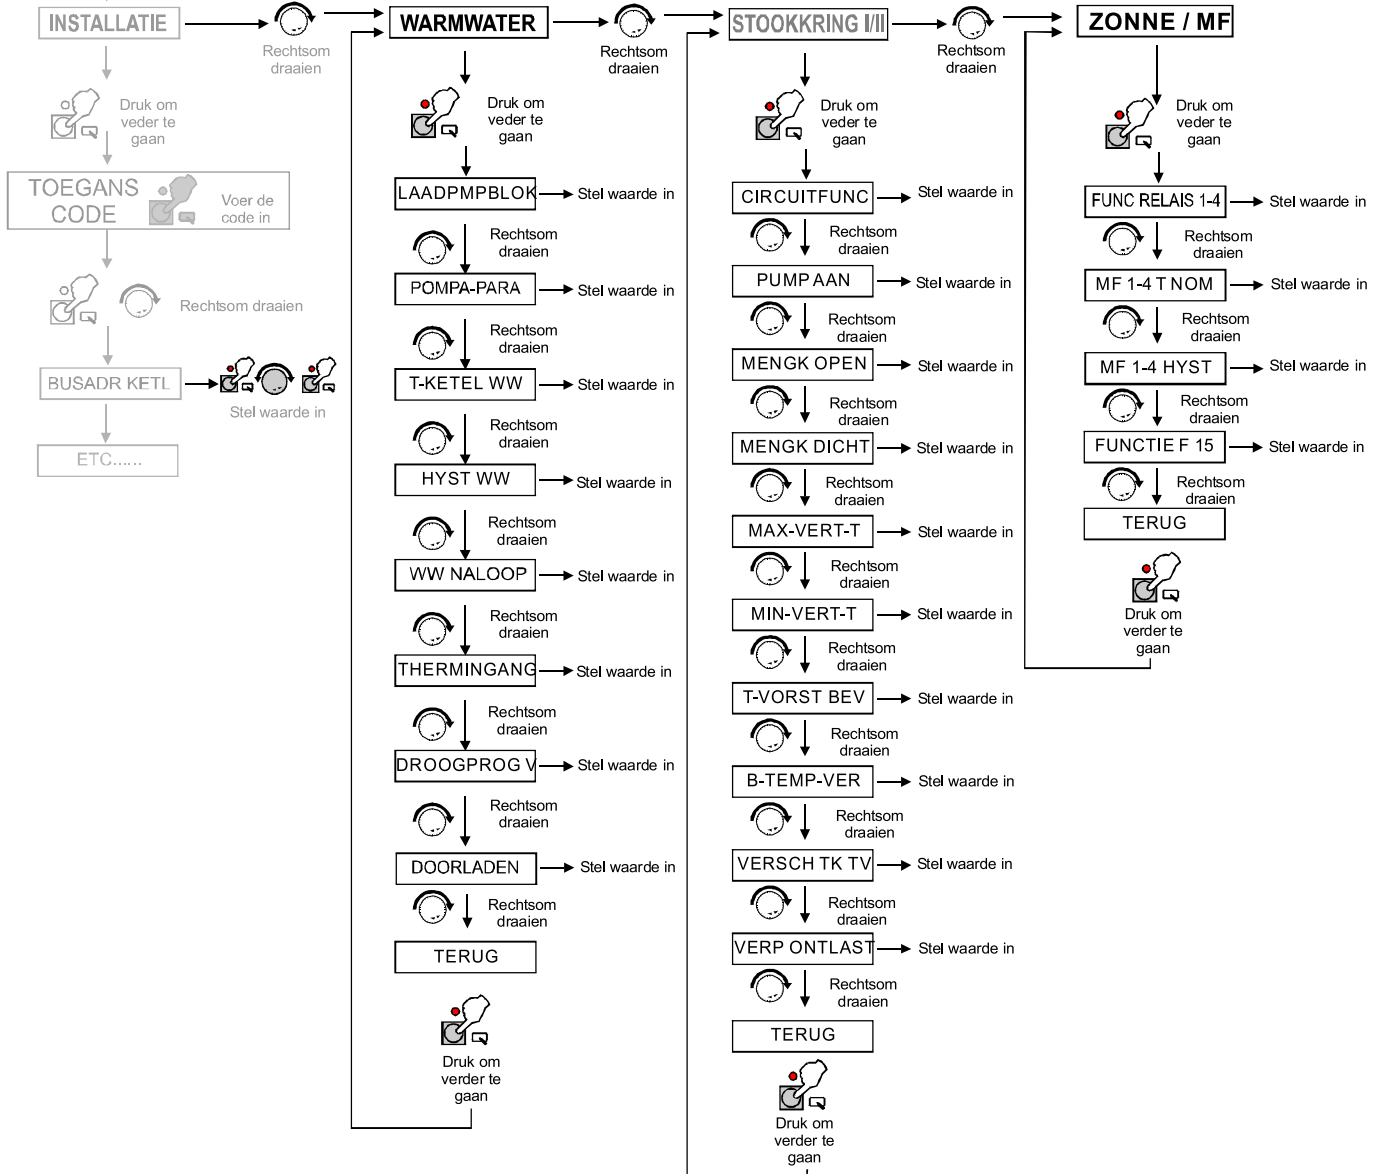 INSTALLATIE
Rechtsom
draaien
Druk om
veder te
gaan
TOEGANS
CODE
Voer de
code in
Rechtsom draaien
BUSADR KETL
Stel waarde in
ETC......
WARMWATER
Rechtsom
draaien
Druk om
veder te
gaan
LAADPMPBLOK
Stel waarde in
Rechtsom
draaien
POMPA-PARA
Stel waarde in
Rechtsom
draaien
T-KETEL WW
Stel waarde in
Rechtsom
draaien
HYST WW
Stel waarde in
Rechtsom
draaien
WW NALOOP
Stel waarde in
Rechtsom
draaien
THERMINGANG
Stel waarde in
Rechtsom
draaien
DROOGPROG V
Stel waarde in
Rechtsom
draaien
DOORLADEN
Stel waarde in
Rechtsom
draaien
TERUG
Druk om
verder te
gaan
STOOKKRING I/II
Rechtsom
draaien
Druk om
veder te
gaan
CIRCUITFUNC
Stel waarde in
Rechtsom
draaien
PUMP AAN
Stel waarde in
Rechtsom
draaien
MENGK OPEN
Stel waarde in
Rechtsom
draaien
MENGK DICHT
Stel waarde in
Rechtsom
draaien
MAX-VERT-T
Stel waarde in
Rechtsom
draaien
MIN-VERT-T
Stel waarde in
Rechtsom
draaien
T-VORST BEV
Stel waarde in
Rechtsom
draaien
B-TEMP-VER
Stel waarde in
Rechtsom
draaien
VERSCH TK TV
Stel waarde in
Rechtsom
draaien
VERP ONTLAST
Stel waarde in
Rechtsom
draaien
TERUG
Druk om
verder te
gaan
ZONNE / MF
Druk om
veder te
gaan
FUNC RELAIS 1-4
Stel waarde in
Rechtsom
draaien
MF 1-4 T NOM
Stel waarde in
Rechtsom
draaien
MF 1-4 HYST
Stel waarde in
Rechtsom
draaien
FUNCTIE F 15
Stel waarde in
Rechtsom
draaien
TERUG
Druk om
verder te
gaan